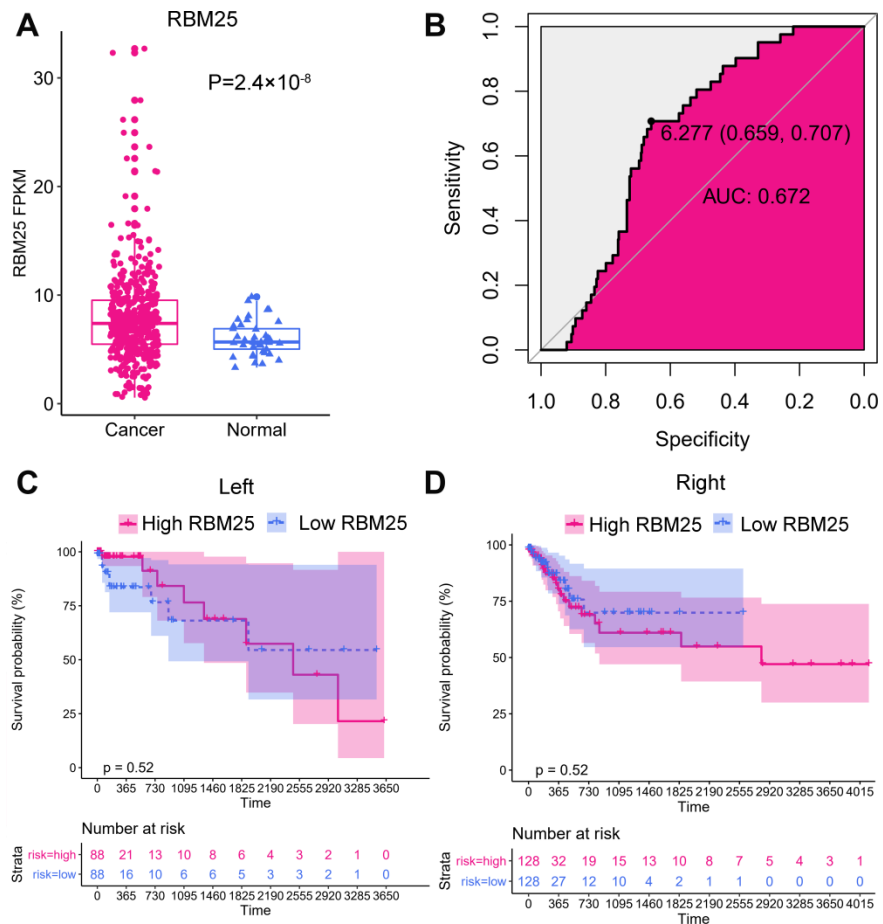 A
RBM25
P=2.4×10⁻⁸
RBM25 FPKM
30
20
10
0
Cancer
Normal
B
Sensitivity
1.0
0.8
0.6
0.4
0.2
0.0
6.277 (0.659, 0.707)
AUC: 0.672
1.0 0.8 0.6 0.4 0.2 0.0
Specificity
C
Left
High RBM25 Low RBM25
Survival probability (%)
100
75
50
25
0
p = 0.52
0 365 730 1095 1460 1825 2190 2555 2920 3285 3650
Time
Number at risk
Strata
risk=high 88 21 13 10 8 6 4 3 2 1 0
risk=low 88 16 10 6 6 5 3 3 2 1 0
0 365 730 1095 1460 1825 2190 2555 2920 3285 3650
Time
D
Right
High RBM25 Low RBM25
Survival probability (%)
100
75
50
25
0
p = 0.52
0 365 730 1095 1460 1825 2190 2555 2920 3285 3650 4015
Time
Number at risk
Strata
risk=high 128 32 19 15 13 10 8 7 5 4 3 1
risk=low 128 27 12 10 4 2 1 1 0 0 0 0
0 365 730 1095 1460 1825 2190 2555 2920 3285 3650 4015
Time